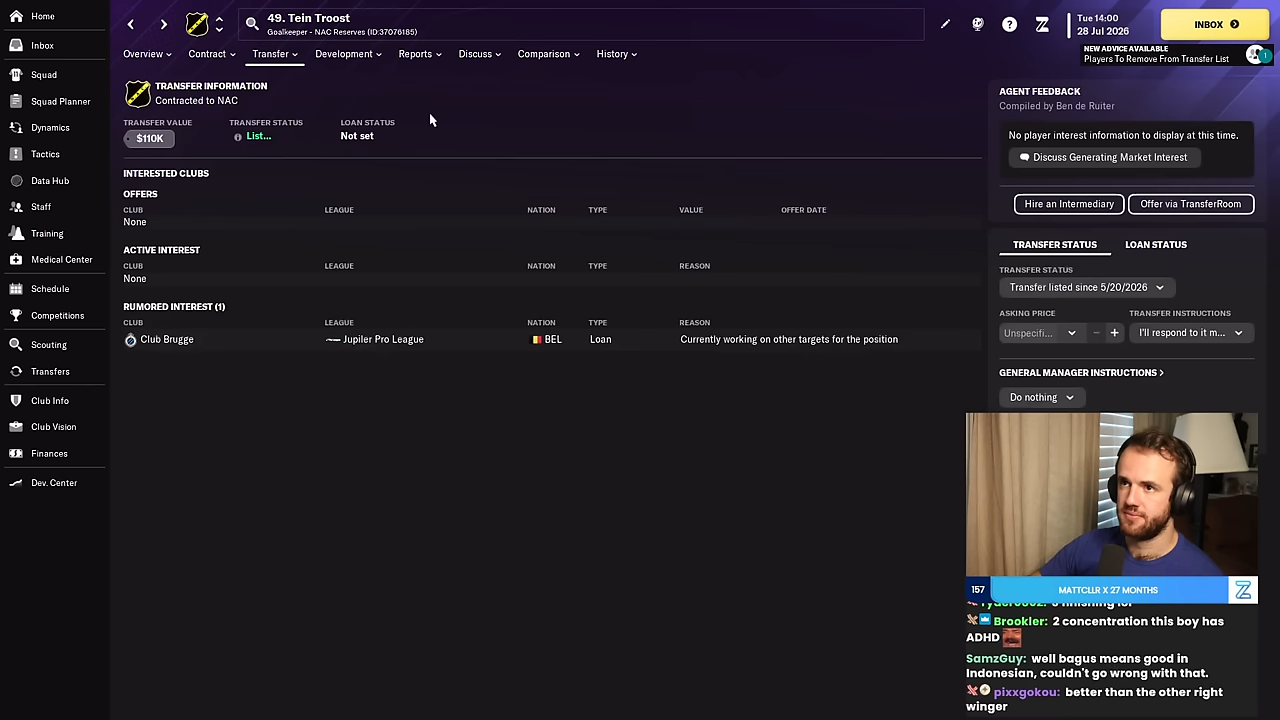 Home
Inbox
Squad
Squad Planner
Dynamics
Tactics
Data Hub
Staff
Training
Medical Center
Schedule
Competitions
Scouting
Transfers
Club Info
Club Vision
Finances
Dev. Center
49. Tein Troost
Goalkeeper - NAC Reserves (ID:37076185)
Tue 14:00
28 Jul 2026
INBOX
NEW ADVICE AVAILABLE
Players To Remove From Transfer List
1
Overview
Contract
Transfer
Development
Reports
Discuss
Comparison
History
TRANSFER INFORMATION
Contracted to NAC
TRANSFER VALUE
TRANSFER STATUS
LOAN STATUS
$110K
List...
Not set
INTERESTED CLUBS
OFFERS
CLUB LEAGUE NATION TYPE VALUE OFFER DATE
None
ACTIVE INTEREST
CLUB LEAGUE NATION TYPE REASON
None
RUMORED INTEREST (1)
CLUB LEAGUE NATION TYPE REASON
Club Brugge Jupiler Pro League BEL Loan Currently working on other targets for the position
AGENT FEEDBACK
Compiled by Ben de Ruiter
No player interest information to display at this time.
Discuss Generating Market Interest
Hire an Intermediary
Offer via TransferRoom
TRANSFER STATUS
LOAN STATUS
TRANSFER STATUS
Transfer listed since 5/20/2026
ASKING PRICE
TRANSFER INSTRUCTIONS
Unspecifi...
I'll respond to it m...
GENERAL MANAGER INSTRUCTIONS >
Do nothing
157
MATTCLLR X 27 MONTHS
Brookler: 2 concentration this boy has
ADHD
SamzGuy: well bagus means good in
Indonesian, couldn't go wrong with that.
pixxgokou: better than the other right
winger